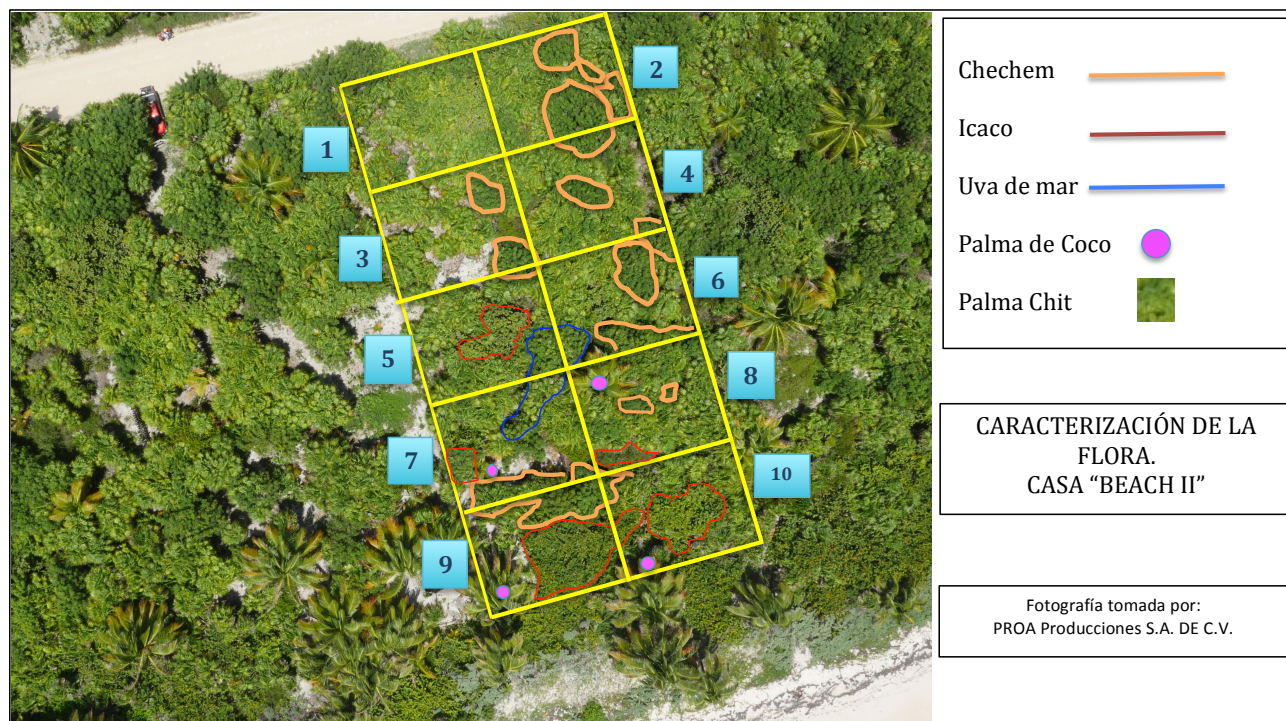 1
2
3
4
5
6
7
8
9
10
Chechem
Icaco
Uva de mar
Palma de Coco
Palma Chit
CARACTERIZACIÓN DE LA
FLORA.
CASA “BEACH II”
Fotografía tomada por:
PROA Producciones S.A. DE C.V.